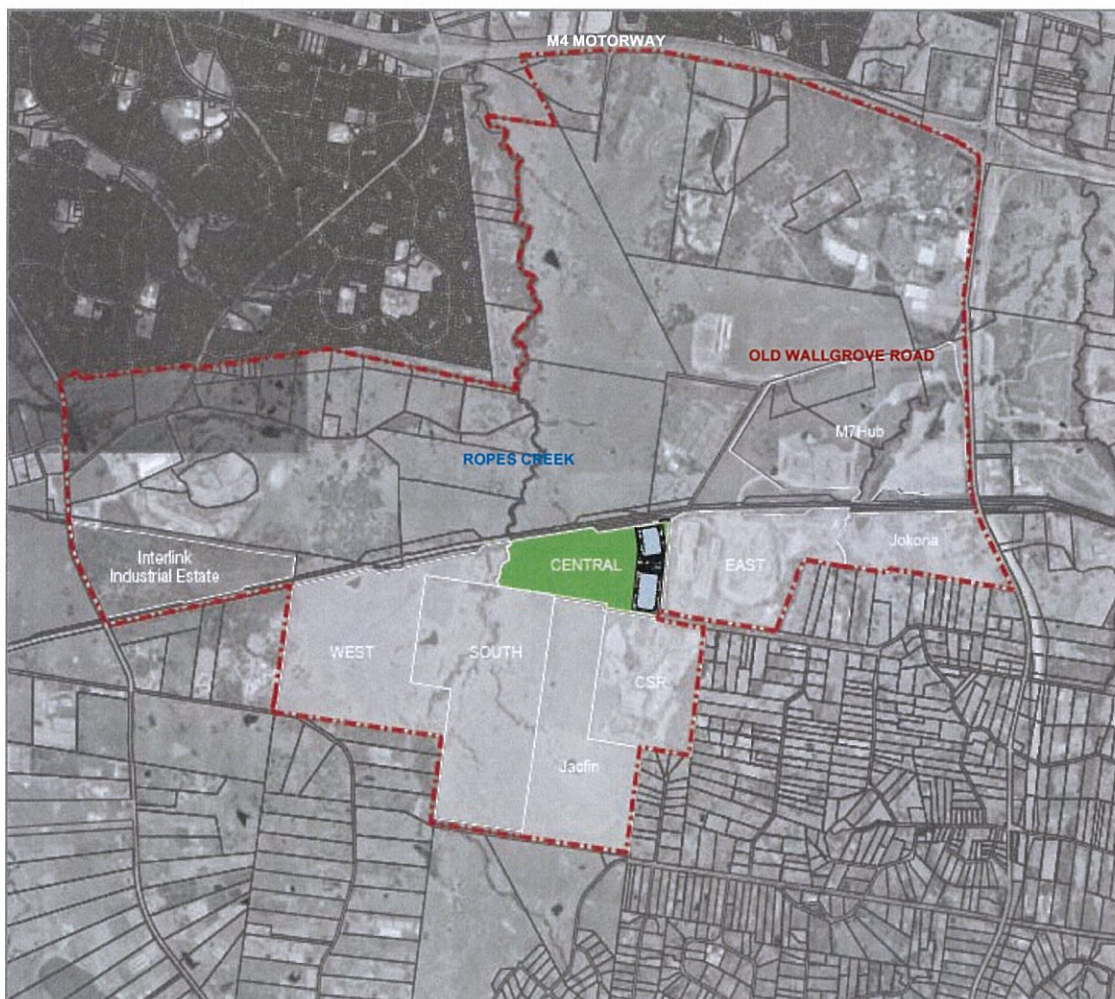 M4 MOTORWAY
OLD WALLGROVE ROAD
M7Hub
ROPES CREEK
Interlink
Industrial Estate
CENTRAL
EAST
Jokona
WEST
SOUTH
CSR
Jacfin